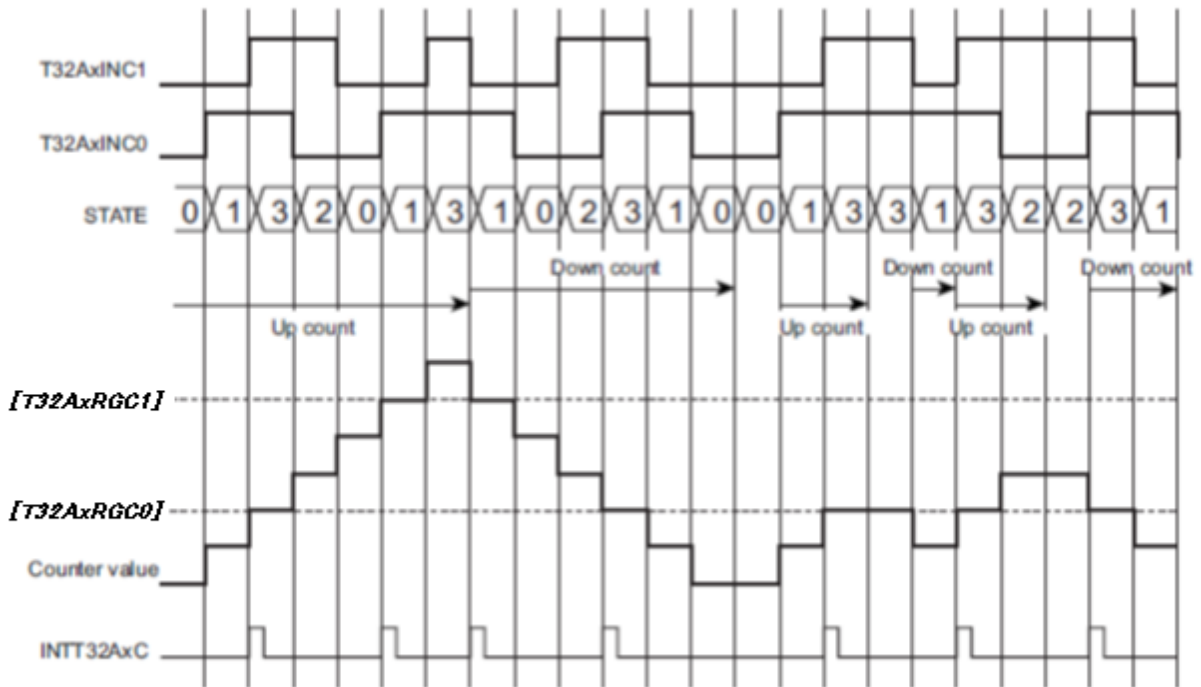 T32AxINC1
T32AxINC0
STATE 0 1 3 2 0 1 3 1 0 2 3 1 0 0 1 3 3 1 3 2 2 3 1
Down count Down count Down count
Up count Up count Up count
[T32AxRGC1]
[T32AxRGC0]
Counter value
INTT32AxC